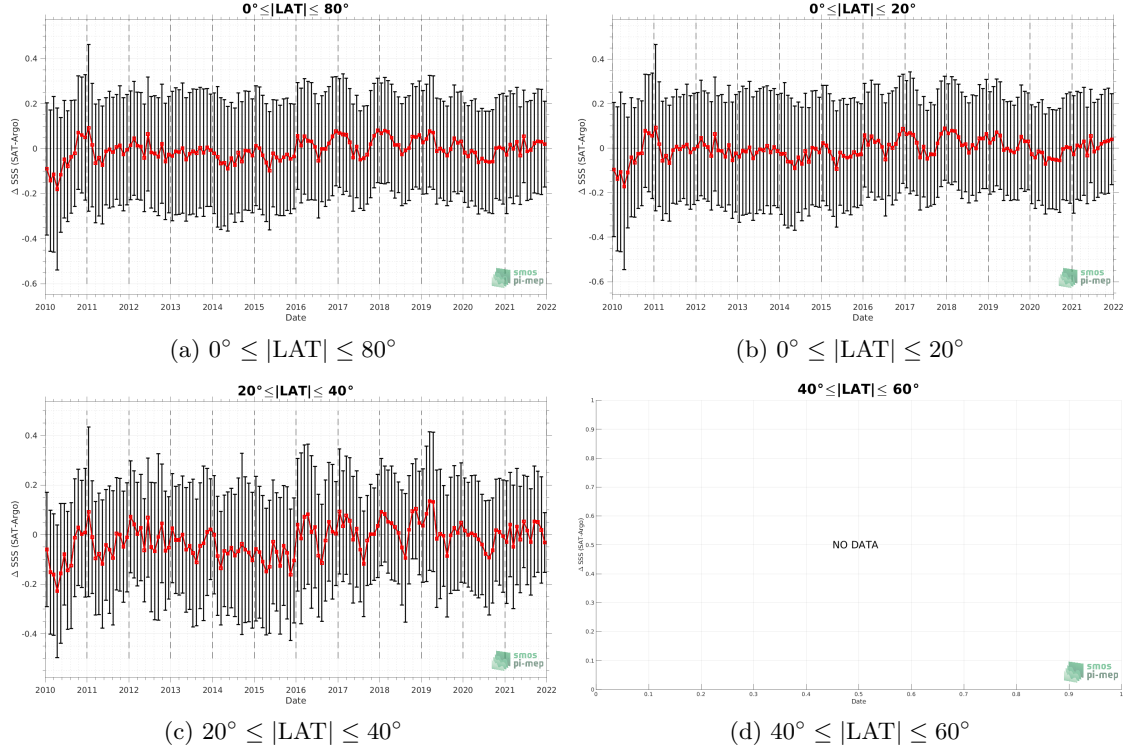 0°≤|LAT|≤ 80°
Δ SSS (SAT-Argo)
0.4
0.2
0
-0.2
-0.4
-0.6
2010 2011 2012 2013 2014 2015 2016 2017 2018 2019 2020 2021 2022
Date
smos
pi-mep
(a) 0° ≤ |LAT| ≤ 80°
0°≤|LAT|≤ 20°
Δ SSS (SAT-Argo)
0.4
0.2
0
-0.2
-0.4
-0.6
2010 2011 2012 2013 2014 2015 2016 2017 2018 2019 2020 2021 2022
Date
smos
pi-mep
(b) 0° ≤ |LAT| ≤ 20°
20°≤|LAT|≤ 40°
Δ SSS (SAT-Argo)
0.4
0.2
0
-0.2
-0.4
2010 2011 2012 2013 2014 2015 2016 2017 2018 2019 2020 2021 2022
Date
smos
pi-mep
(c) 20° ≤ |LAT| ≤ 40°
40°≤|LAT|≤ 60°
Δ SSS (SAT-Argo)
1
0.9
0.8
0.7
0.6
0.5
0.4
0.3
0.2
0.1
0
NO DATA
0 0.1 0.2 0.3 0.4 0.5 0.6 0.7 0.8 0.9 1
Date
smos
pi-mep
(d) 40° ≤ |LAT| ≤ 60°